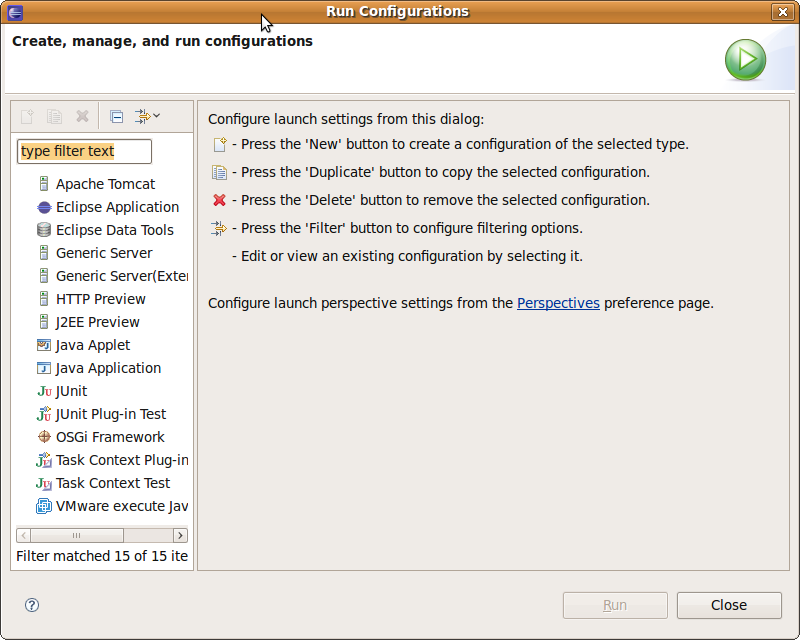 Run Configurations
Create, manage, and run configurations
type filter text
Apache Tomcat
Eclipse Application
Eclipse Data Tools
Generic Server
Generic Server(Exter
HTTP Preview
J2EE Preview
Java Applet
Java Application
JUnit
JUnit Plug-in Test
OSGi Framework
Task Context Plug-in
Task Context Test
VMware execute Jav
Filter matched 15 of 15 ite
Configure launch settings from this dialog:
- Press the 'New' button to create a configuration of the selected type.
- Press the 'Duplicate' button to copy the selected configuration.
- Press the 'Delete' button to remove the selected configuration.
- Press the 'Filter' button to configure filtering options.
- Edit or view an existing configuration by selecting it.
Configure launch perspective settings from the Perspectives preference page.
Run
Close